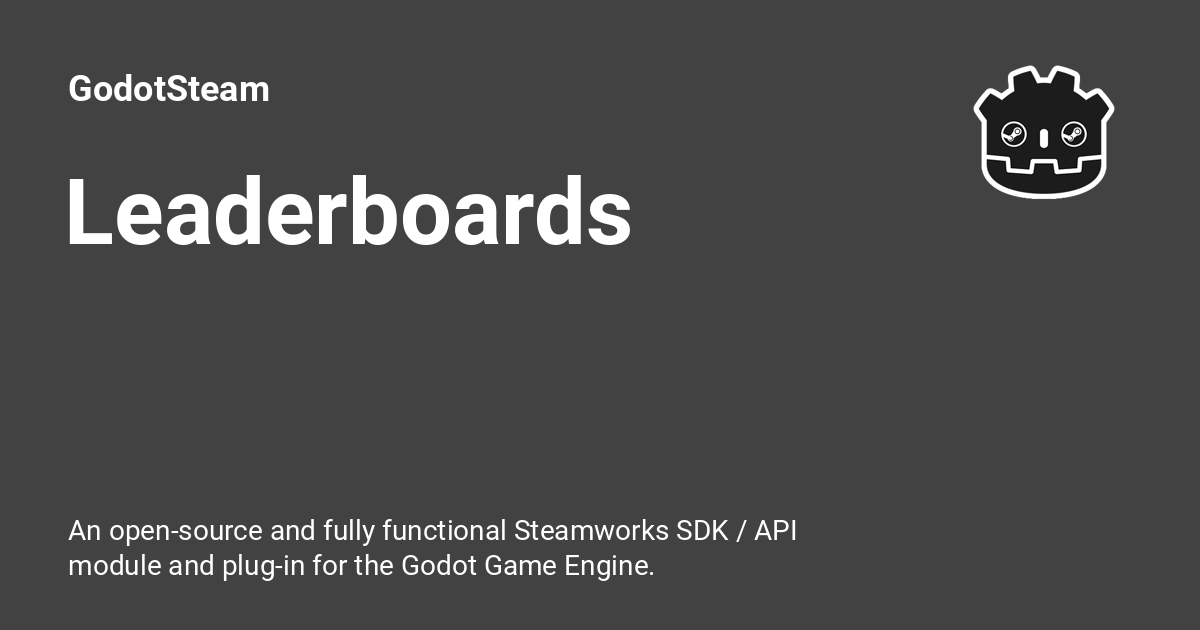 GodotSteam
Leaderboards
An open-source and fully functional Steamworks SDK / API
module and plug-in for the Godot Game Engine.